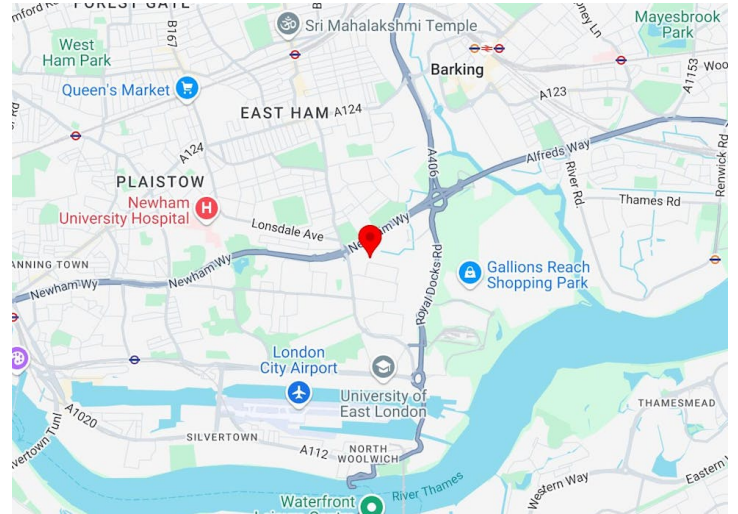 FOREST GATE
B167
Sri Mahalakshmi Temple
Mayesbrook
Park
West
Ham Park
Barking
A1153
Queen's Market
A123
EAST HAM
A124
A124
Alfreds Way
A406
Renwick Rd
PLAISTOW
River Rd.
Thames Rd
Newham
University Hospital
Lonsdale Ave
Newham Wy
ANNING TOWN
Newham Wy
Newham Wy
Royal Docks Rd
Gallions Reach
Shopping Park
London
City Airport
University of
East London
THAMESMEAD
A1020
SILVERTOWN
A112
NORTH
WOOLWICH
River Thames
Western Way
Eastern
Waterfront